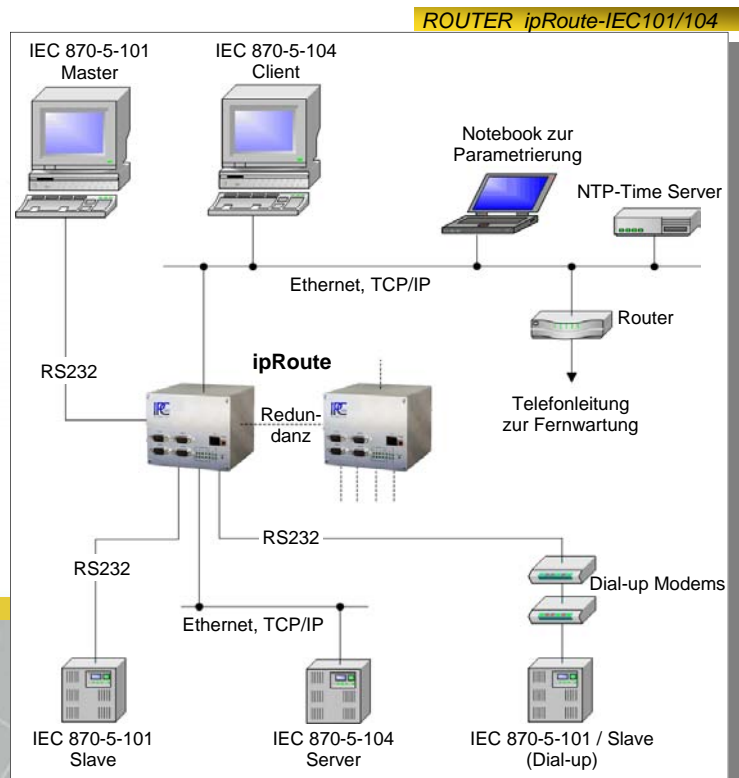 ROUTER ipRoute-IEC101/104
IEC 870-5-101
Master
IEC 870-5-104
Client
Notebook zur
Parametrierung
NTP-Time Server
Ethernet, TCP/IP
Router
RS232
ipRoute
IPC
IPC
Redun-
danz
Telefonleitung
zur Fernwartung
RS232
RS232
Dial-up Modems
Ethernet, TCP/IP
IEC 870-5-101
Slave
IEC 870-5-104
Server
IEC 870-5-101 / Slave
(Dial-up)